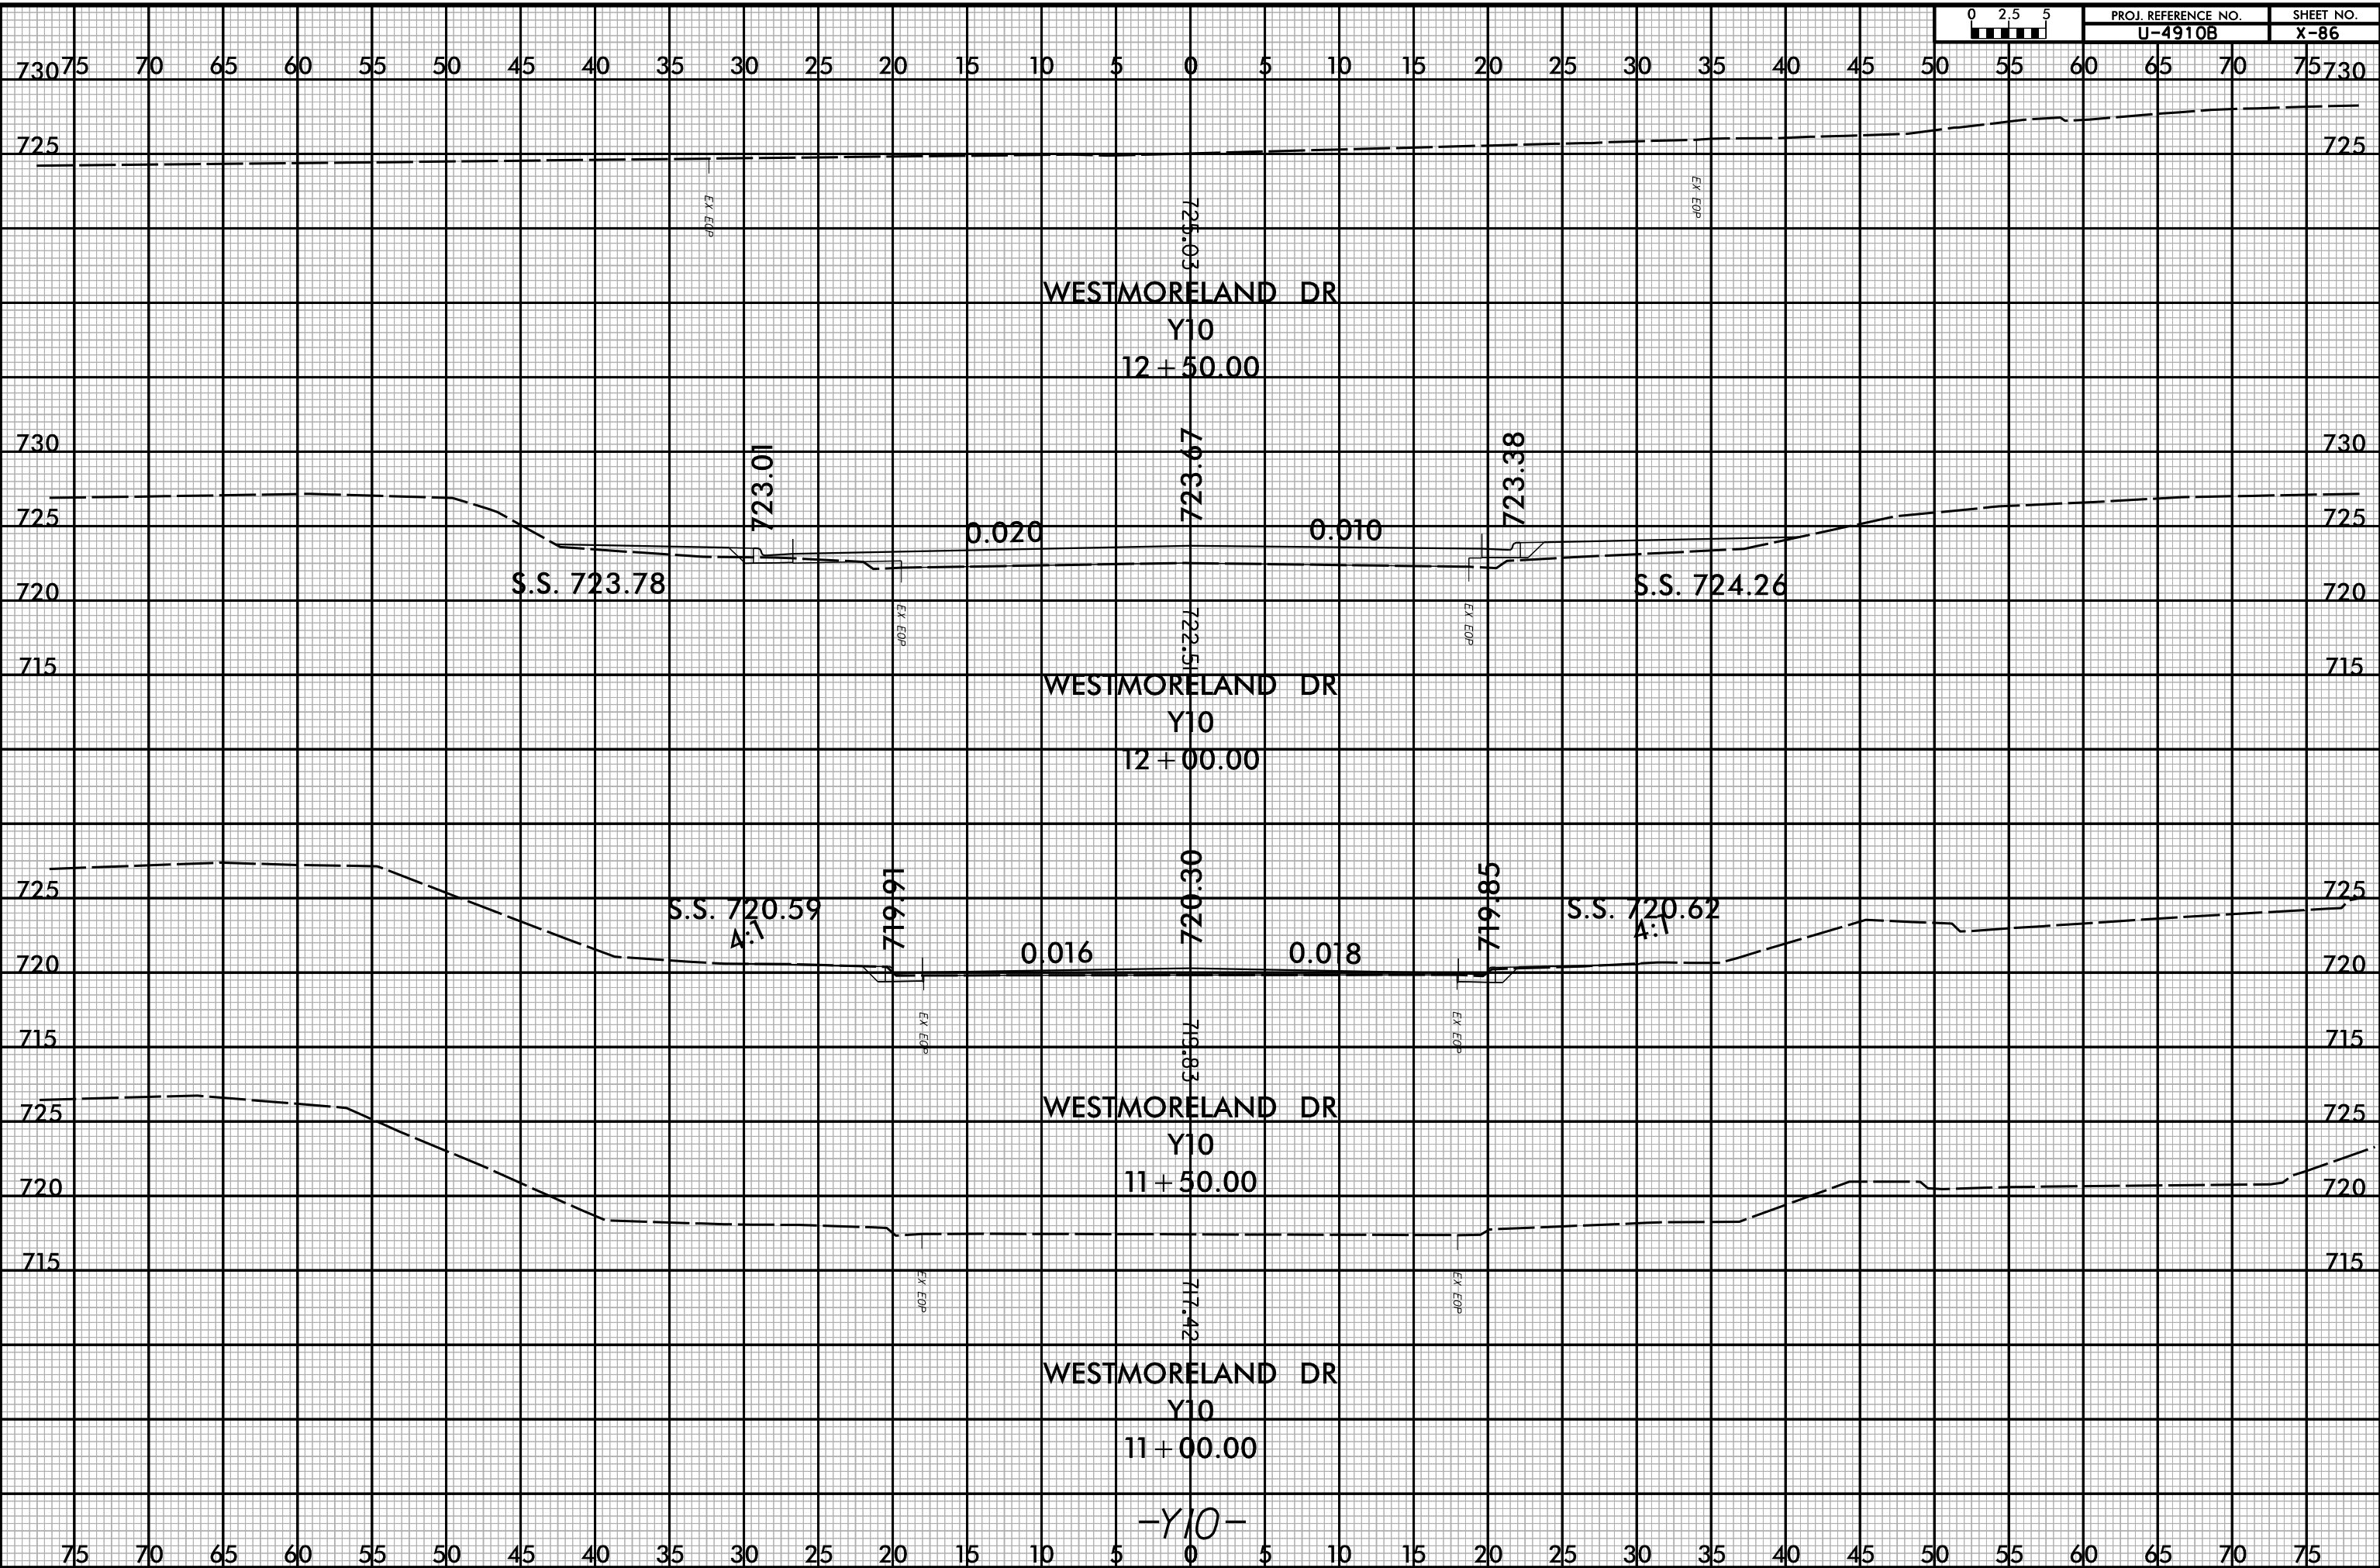 0 2.5 5
PROJ. REFERENCE NO. SHEET NO.
U-4910B X-86
75 70 65 60 55 50 45 40 35 30 25 20 15 10 5 0 5 10 15 20 25 30 35 40 45 50 55 60 65 70 75
730 730
725 725
EX EOP EX EOP
725.03
WESTMORELAND DR
Y10
12+50.00
730 730
723.01 723.67 723.38
725 725
0.020 0.010
S.S. 723.78 S.S. 724.26
720 720
EX EOP EX EOP
722.51
715 715
WESTMORELAND DR
Y10
12+00.00
725 725
719.91 720.30 719.85
S.S. 720.59 S.S. 720.62
4:1 4:1
0.016 0.018
720 720
EX EOP EX EOP
719.83
715 715
WESTMORELAND DR
Y10
11+50.00
725 725
720 720
715 715
EX EOP EX EOP
717.42
WESTMORELAND DR
Y10
11+00.00
-Y10-
75 70 65 60 55 50 45 40 35 30 25 20 15 10 5 0 5 10 15 20 25 30 35 40 45 50 55 60 65 70 75